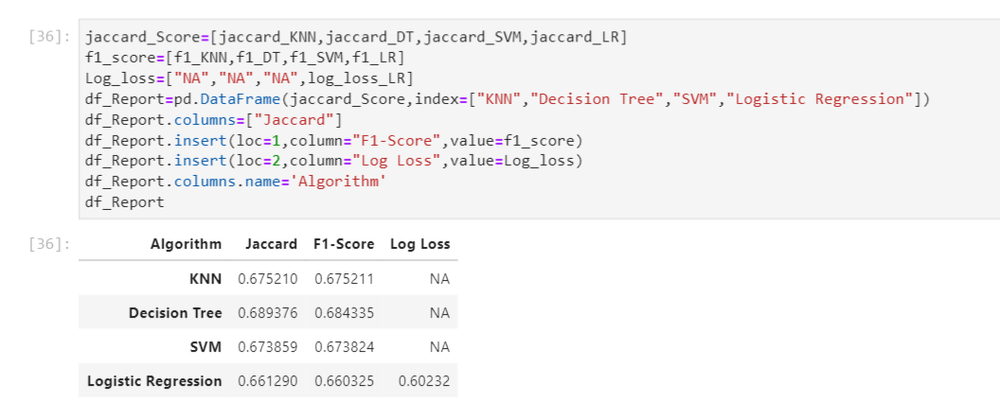 [36]: jaccard_Score=[jaccard_KNN,jaccard_DT,jaccard_SVM,jaccard_LR]
f1_score=[f1_KNN,f1_DT,f1_SVM,f1_LR]
Log_loss=["NA","NA","NA",log_loss_LR]
df_Report=pd.DataFrame(jaccard_Score,index=["KNN","Decision Tree","SVM","Logistic Regression"])
df_Report.columns=["Jaccard"]
df_Report.insert(loc=1,column="F1-Score",value=f1_score)
df_Report.insert(loc=2,column="Log Loss",value=Log_loss)
df_Report.columns.name='Algorithm'
df_Report
[36]: Algorithm Jaccard F1-Score Log Loss
KNN 0.675210 0.675211 NA
Decision Tree 0.689376 0.684335 NA
SVM 0.673859 0.673824 NA
Logistic Regression 0.661290 0.660325 0.60232